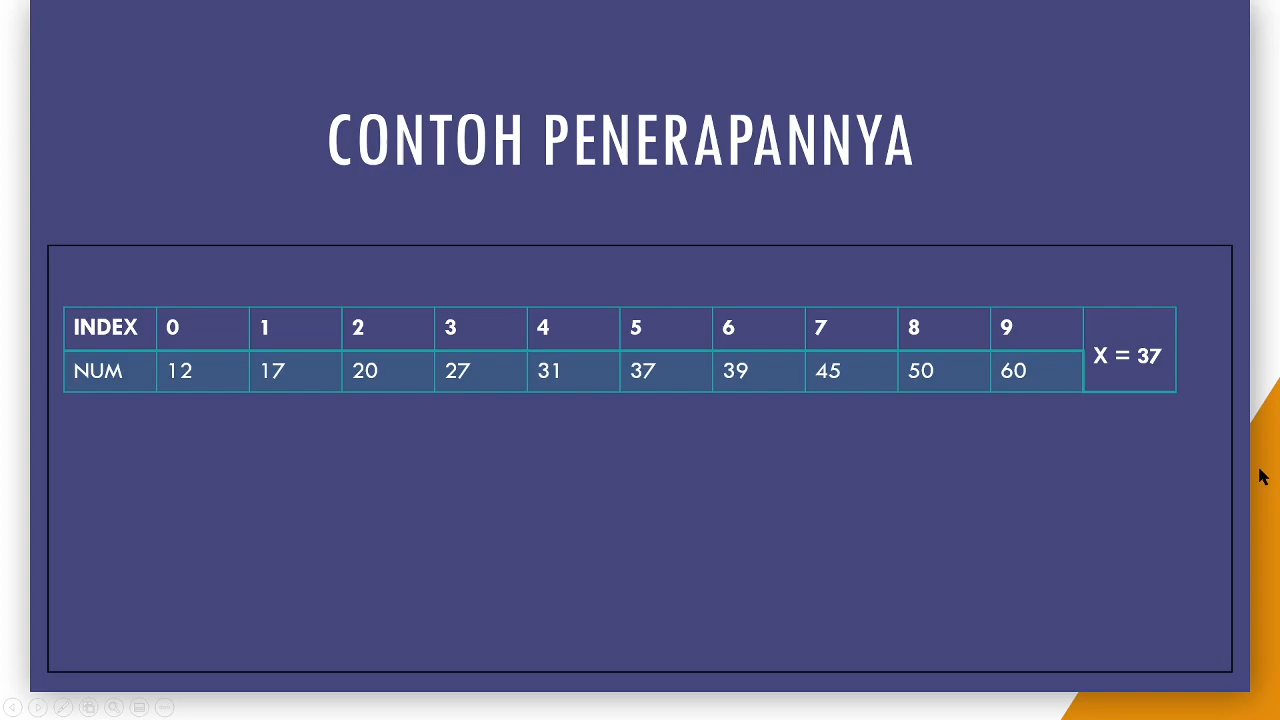 CONTOH PENERAPANNYA
INDEX 0 1 2 3 4 5 6 7 8 9 X = 37
NUM 12 17 20 27 31 37 39 45 50 60